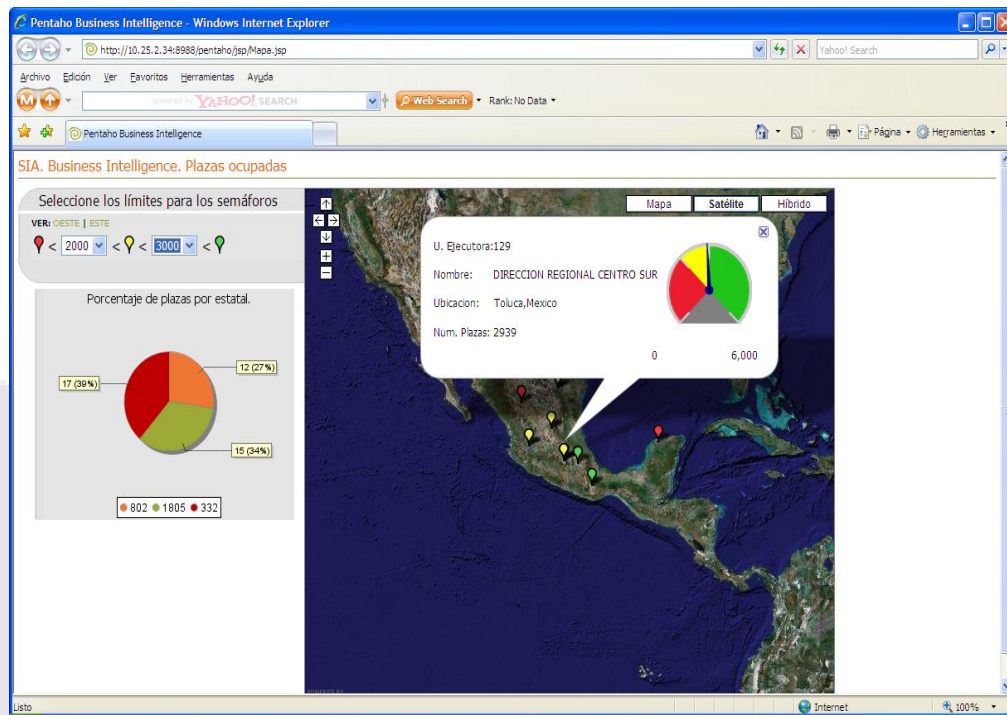 Pentaho Business Intelligence - Windows Internet Explorer
http://10.25.2.34:8988/pentaho/jsp/Mapa.jsp
Yahoo! Search
Archivo Edición Ver Favoritos Herramientas Ayuda
M powered by YAHOO! SEARCH Web Search Rank: No Data
Pentaho Business Intelligence
Página Herramientas
SIA. Business Intelligence. Plazas ocupadas
Seleccione los límites para los semáforos
VER: OESTE | ESTE
< 2000 < < 3000 <
Porcentaje de plazas por estatal.
12 (27%)
17 (39%)
15 (34%)
802 1805 332
Mapa Satélite Híbrido
U. Ejecutora:129
Nombre: DIRECCION REGIONAL CENTRO SUR
Ubicacion: Toluca,Mexico
Num. Plazas: 2939
0 6,000
POWERED BY
Listo Internet 100%